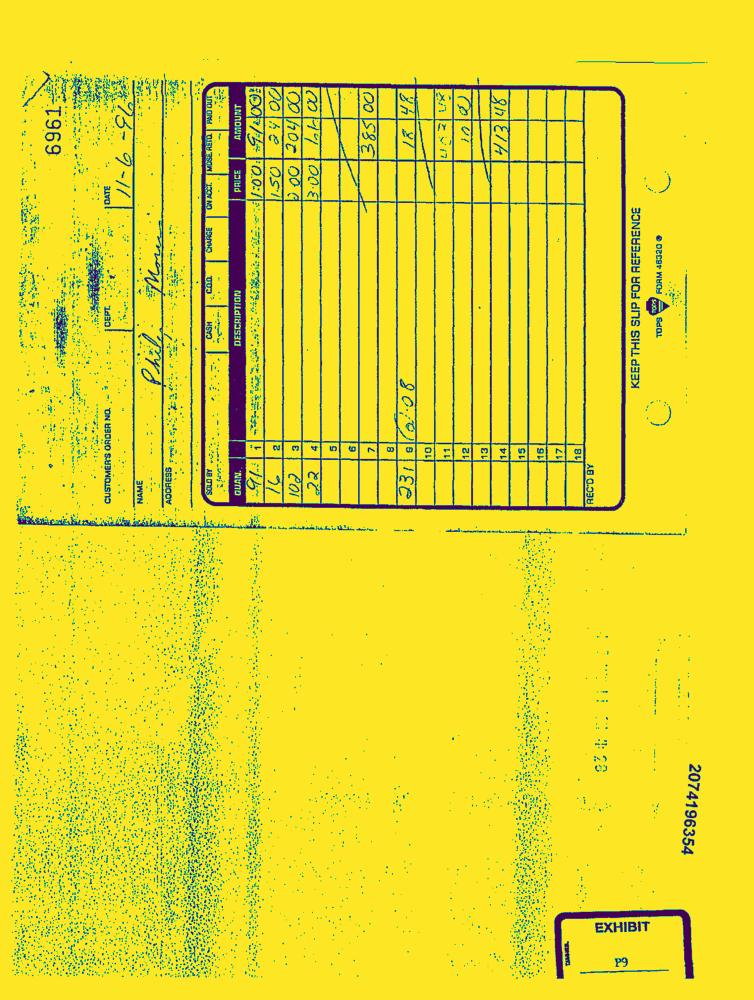 6961
CUSTOMER'S ORDER NO. DEPT. DATE 11-6-96
NAME Philip Morris
ADDRESS
SOLD BY CASH C.O.D. CHARGE ON ACCT. MDSE. RETD. PAID OUT
QUAN. DESCRIPTION PRICE AMOUNT
91 1 1.00 91 00
16 2 1.50 24 00
102 3 2.00 204 00
22 4 3.00 66 00
5
6
7 385 00
8
231 9 @.08 18 48
10
11 403 48
12 10 00
13
14 413 48
15
16
17
18
REC'D BY
KEEP THIS SLIP FOR REFERENCE
TOPS FORM 46320 ®
2074196354
EXHIBIT
P9